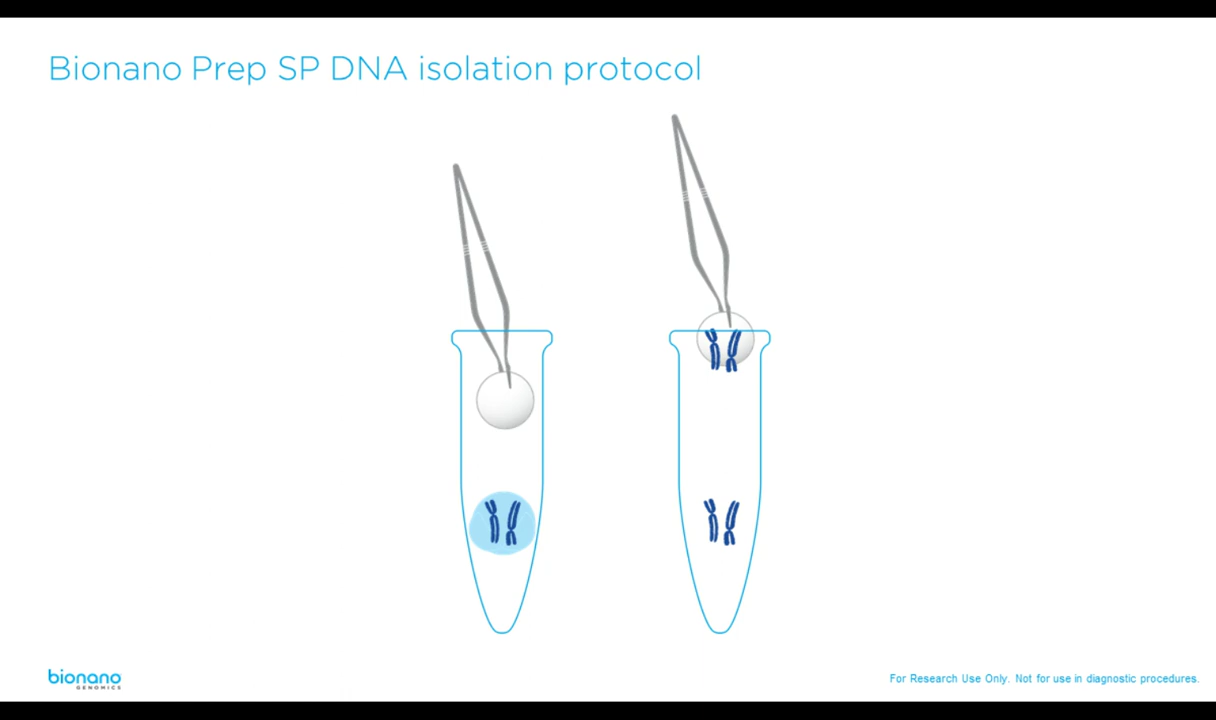 Bionano Prep SP DNA isolation protocol
bionano
GENOMICS
For Research Use Only. Not for use in diagnostic procedures.